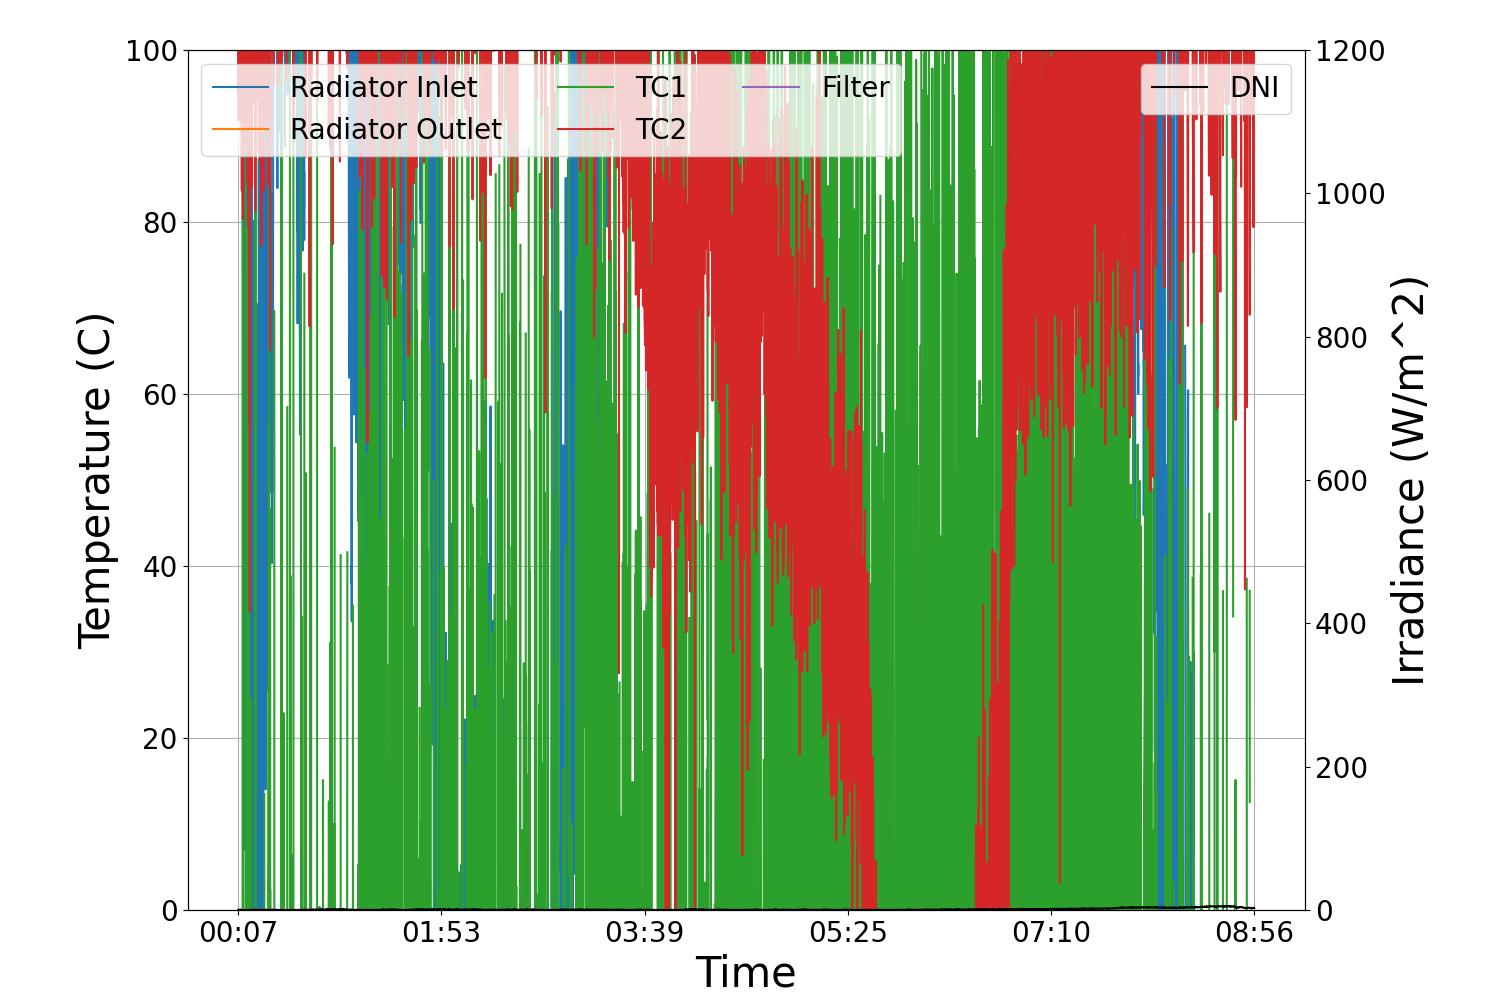 100
80
60
40
20
0
Temperature (C)
Radiator Inlet
Radiator Outlet
TC1
TC2
Filter
DNI
1200
1000
800
600
400
200
0
Irradiance (W/m^2)
00:07
01:53
03:39
05:25
07:10
08:56
Time